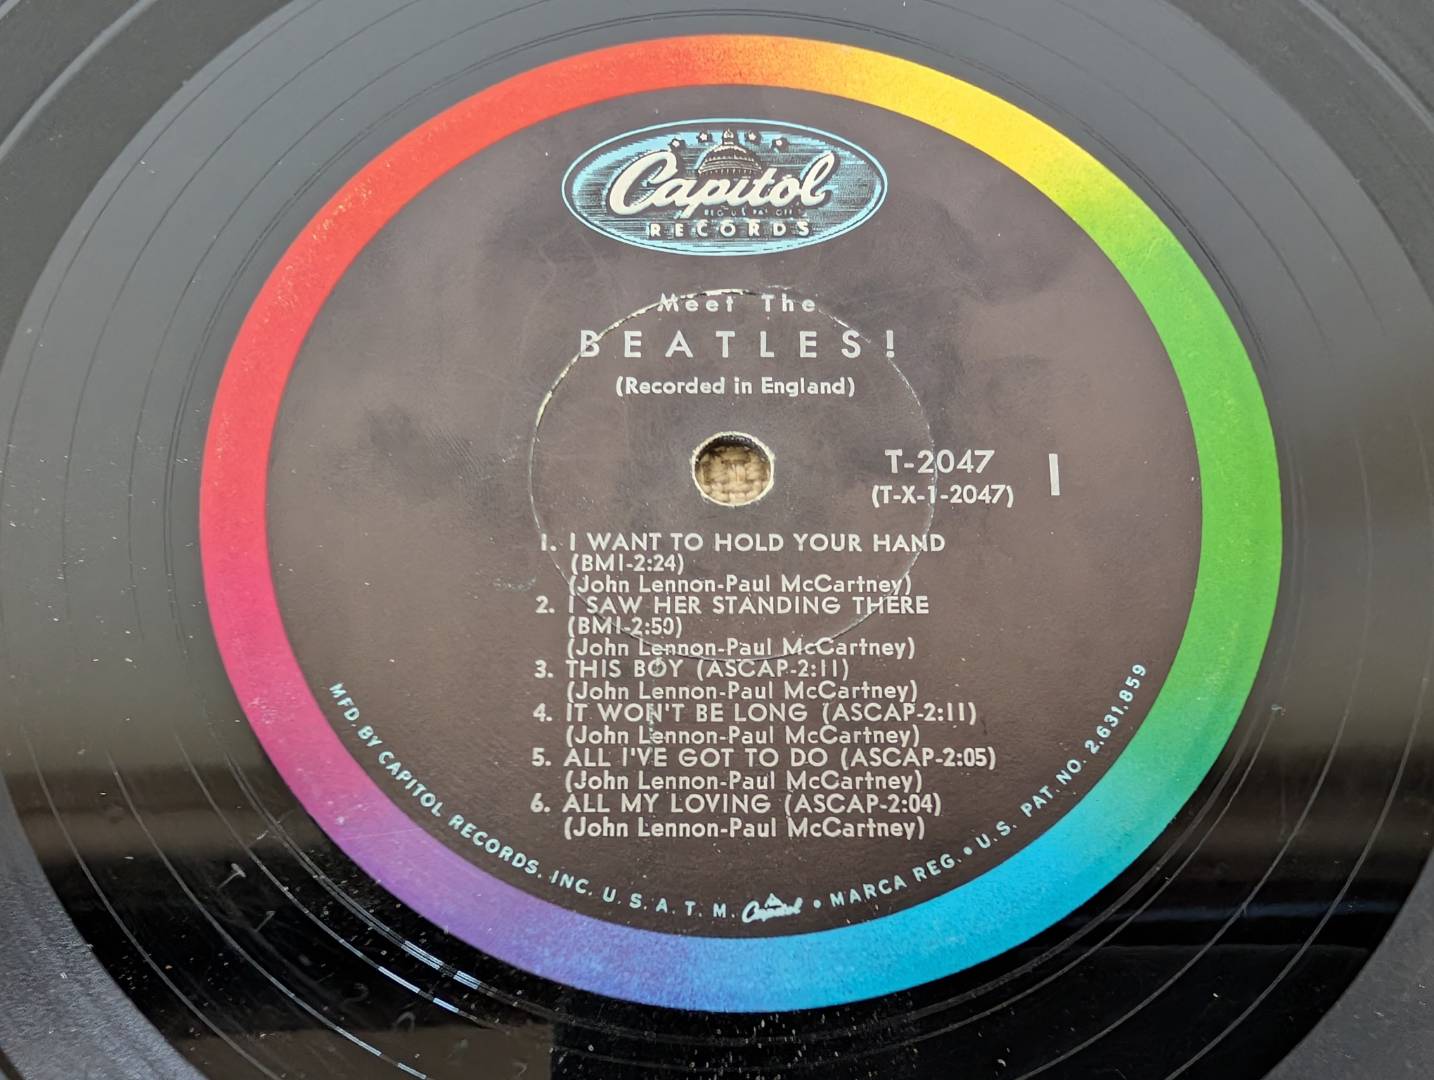 Capitol
REG. U.S. PAT. OFF.
RECORDS
Meet The
BEATLES!
(Recorded in England)
T-2047
(T-X-1-2047)
1
1. I WANT TO HOLD YOUR HAND
(BMI-2:24)
(John Lennon-Paul McCartney)
2. I SAW HER STANDING THERE
(BMI-2:50)
(John Lennon-Paul McCartney)
3. THIS BOY (ASCAP-2:11)
(John Lennon-Paul McCartney)
4. IT WON'T BE LONG (ASCAP-2:11)
(John Lennon-Paul McCartney)
5. ALL I'VE GOT TO DO (ASCAP-2:05)
(John Lennon-Paul McCartney)
6. ALL MY LOVING (ASCAP-2:04)
(John Lennon-Paul McCartney)
MFD. BY CAPITOL RECORDS, INC. U.S.A. T.M. Capitol • MARCA REG. • U.S. PAT. NO. 2,631,859